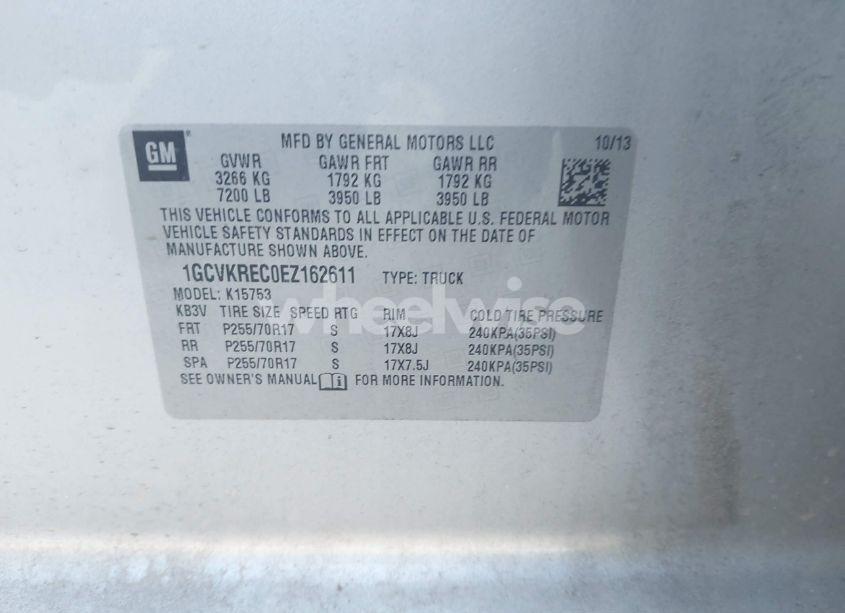 GM
MFD BY GENERAL MOTORS LLC 10/13
GVWR GAWR FRT GAWR RR
3266 KG 1792 KG 1792 KG
7200 LB 3950 LB 3950 LB
THIS VEHICLE CONFORMS TO ALL APPLICABLE U.S. FEDERAL MOTOR
VEHICLE SAFETY STANDARDS IN EFFECT ON THE DATE OF
MANUFACTURE SHOWN ABOVE.
1GCVKREC0EZ162611 TYPE: TRUCK
MODEL: K15753
KB3V TIRE SIZE SPEED RTG RIM COLD TIRE PRESSURE
FRT P255/70R17 S 17X8J 240KPA(35PSI)
RR P255/70R17 S 17X8J 240KPA(35PSI)
SPA P255/70R17 S 17X7.5J 240KPA(35PSI)
SEE OWNER'S MANUAL FOR MORE INFORMATION.
wheelwise